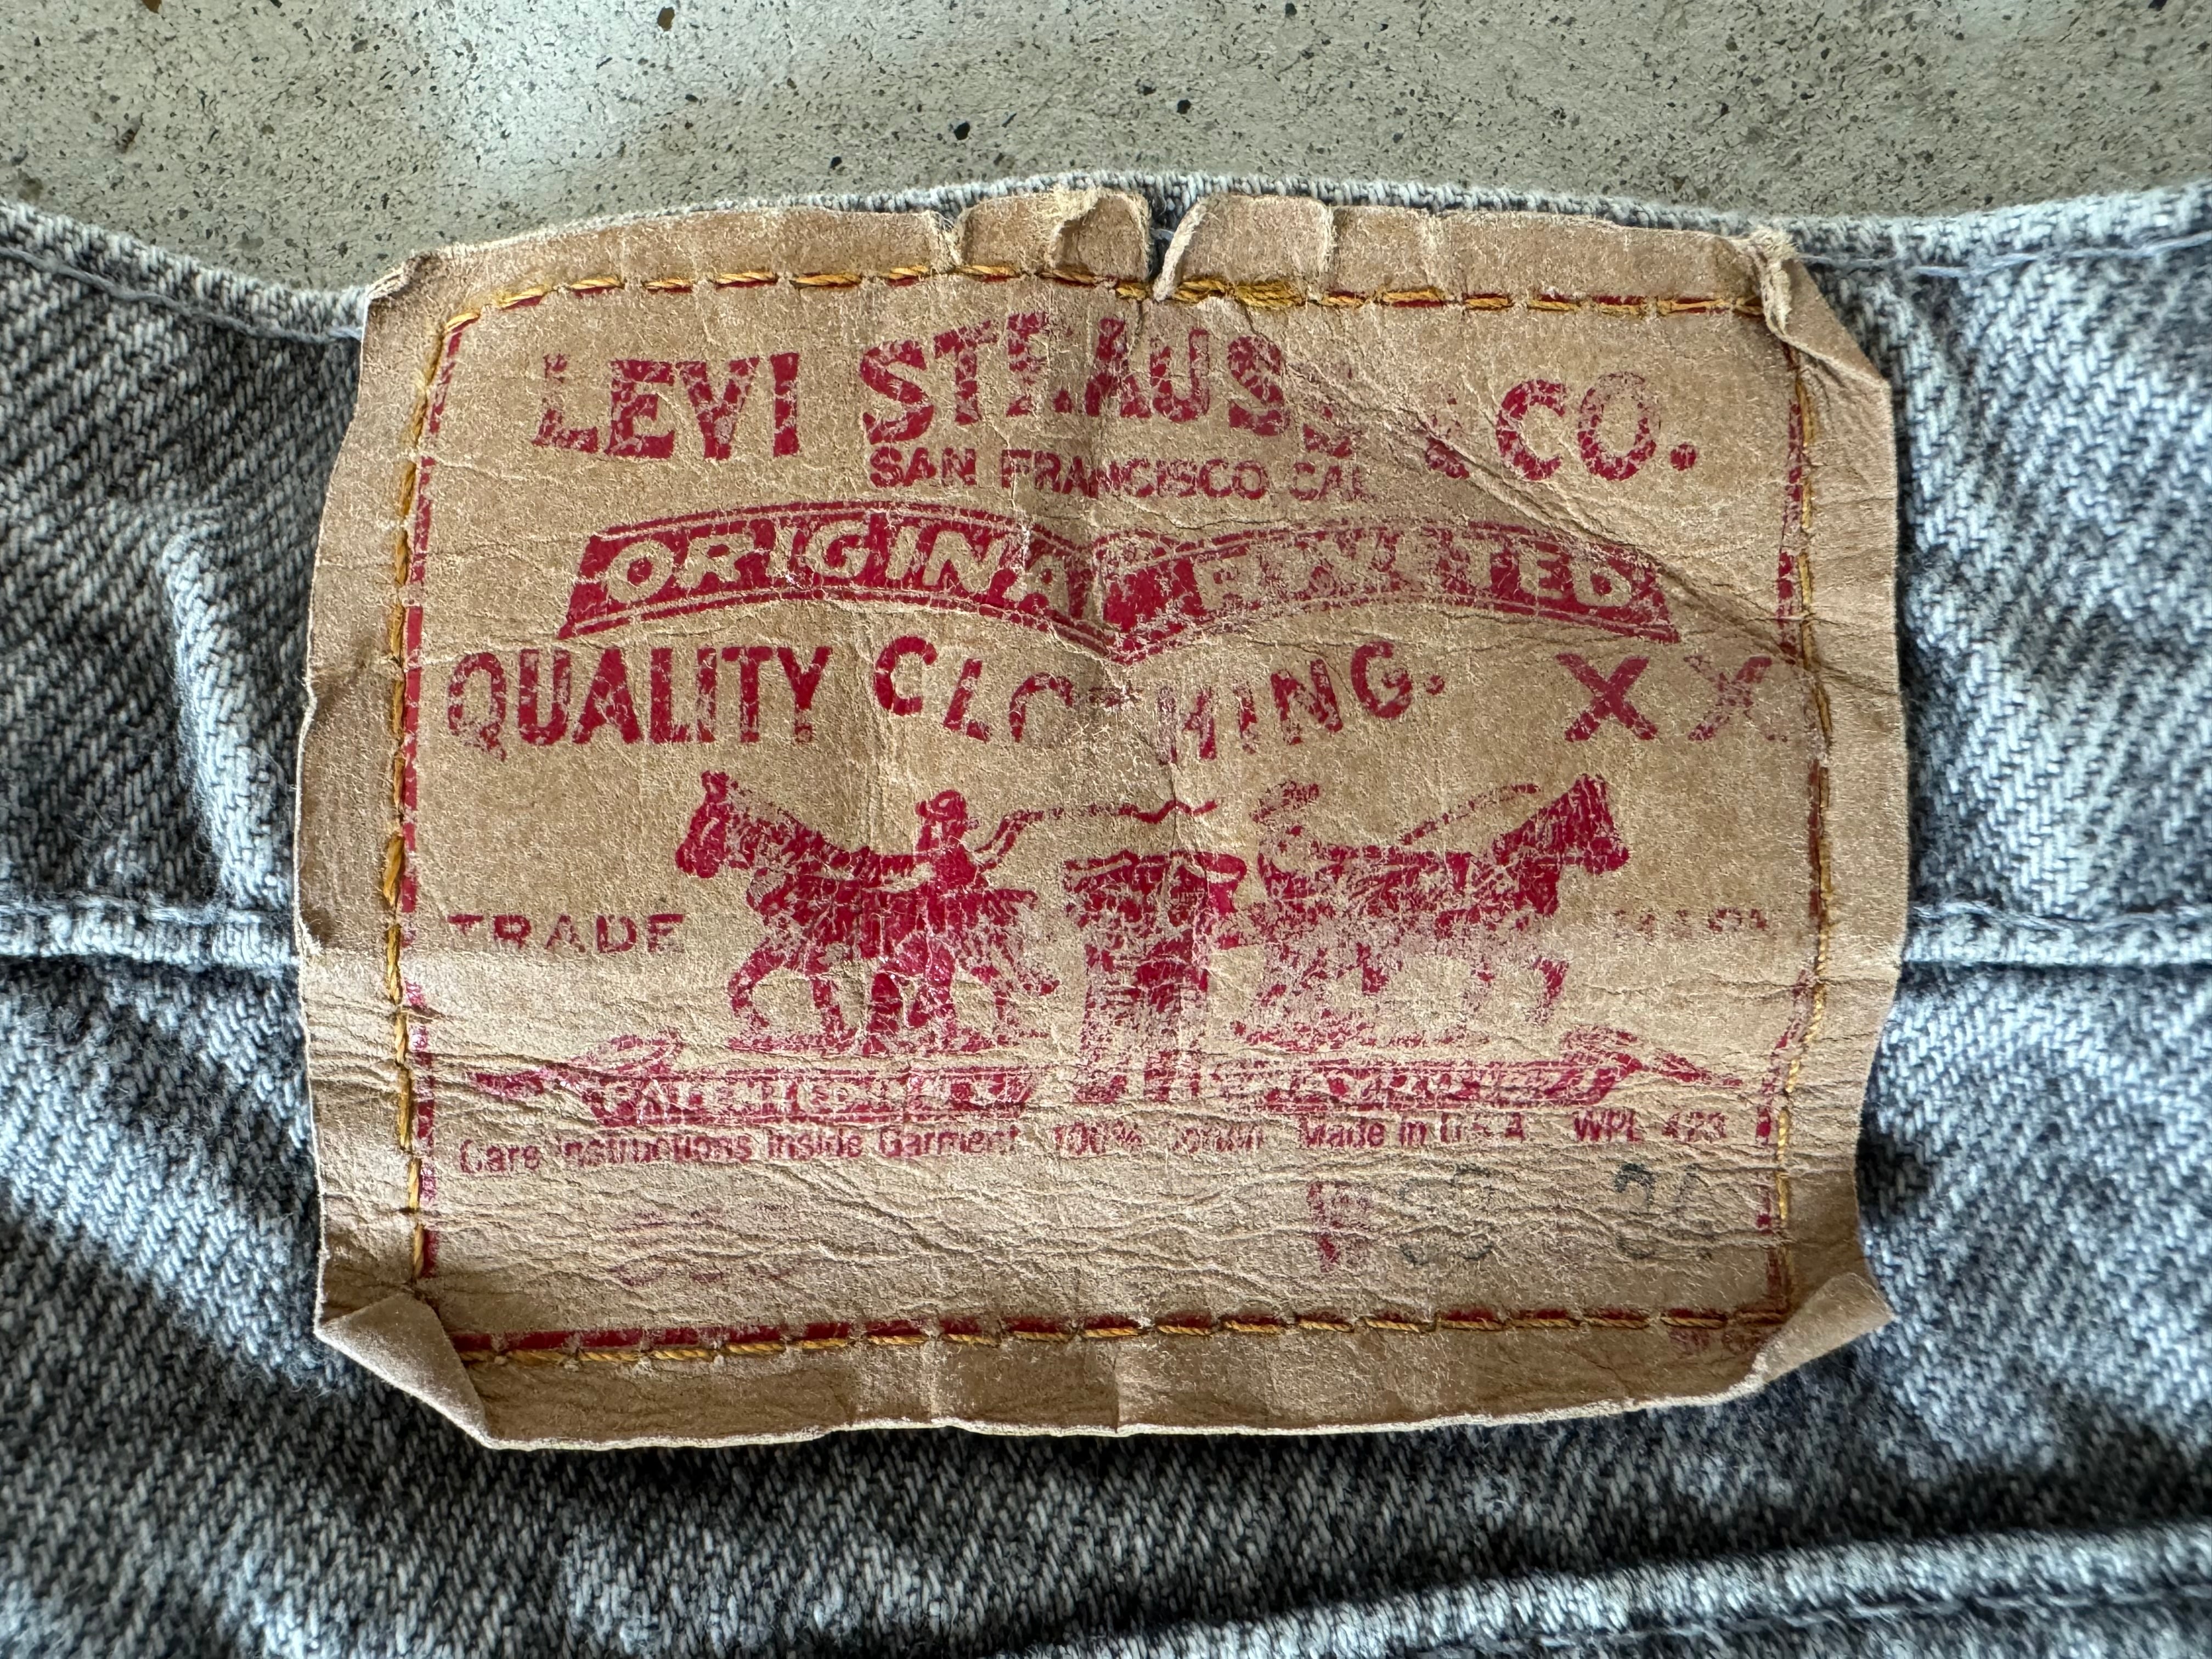 LEVI STRAUSS & CO.
SAN FRANCISCO CAL
ORIGINAL RIVETED
QUALITY CLOTHING. XX
TRADE MARK
Care Instructions Inside Garment 100% Cotton Made in U S A WPL 423